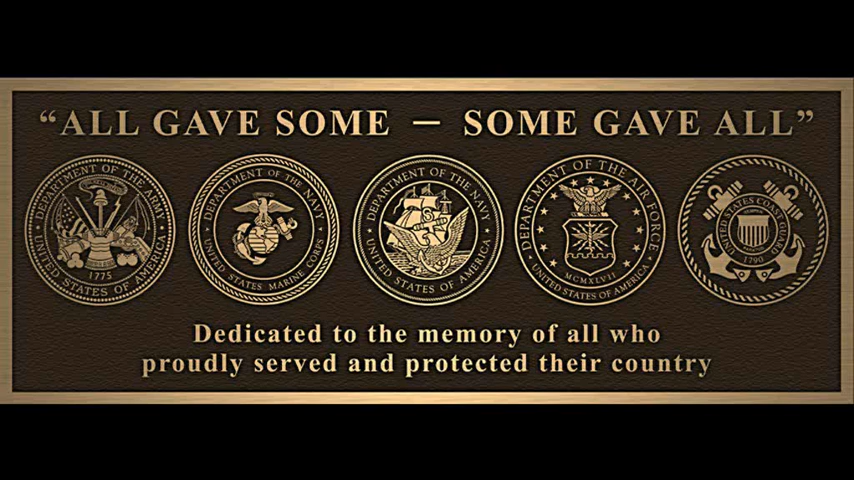 “ALL GAVE SOME — SOME GAVE ALL”
DEPARTMENT OF THE ARMY
1775
UNITED STATES OF AMERICA
DEPARTMENT OF THE NAVY
UNITED STATES MARINE CORPS
DEPARTMENT OF THE NAVY
UNITED STATES OF AMERICA
DEPARTMENT OF THE AIR FORCE
MCMXLVII
UNITED STATES OF AMERICA
UNITED STATES COAST GUARD
1790
Dedicated to the memory of all who
proudly served and protected their country